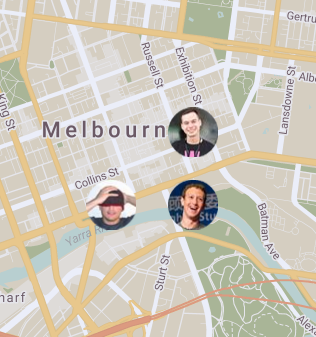 Gertru
Russell St
Exhibition St
King St
Lansdowne St
Albe
Melbourn
Collins St
Yarra
Batman Ave
Sturt St
harf
Alexa